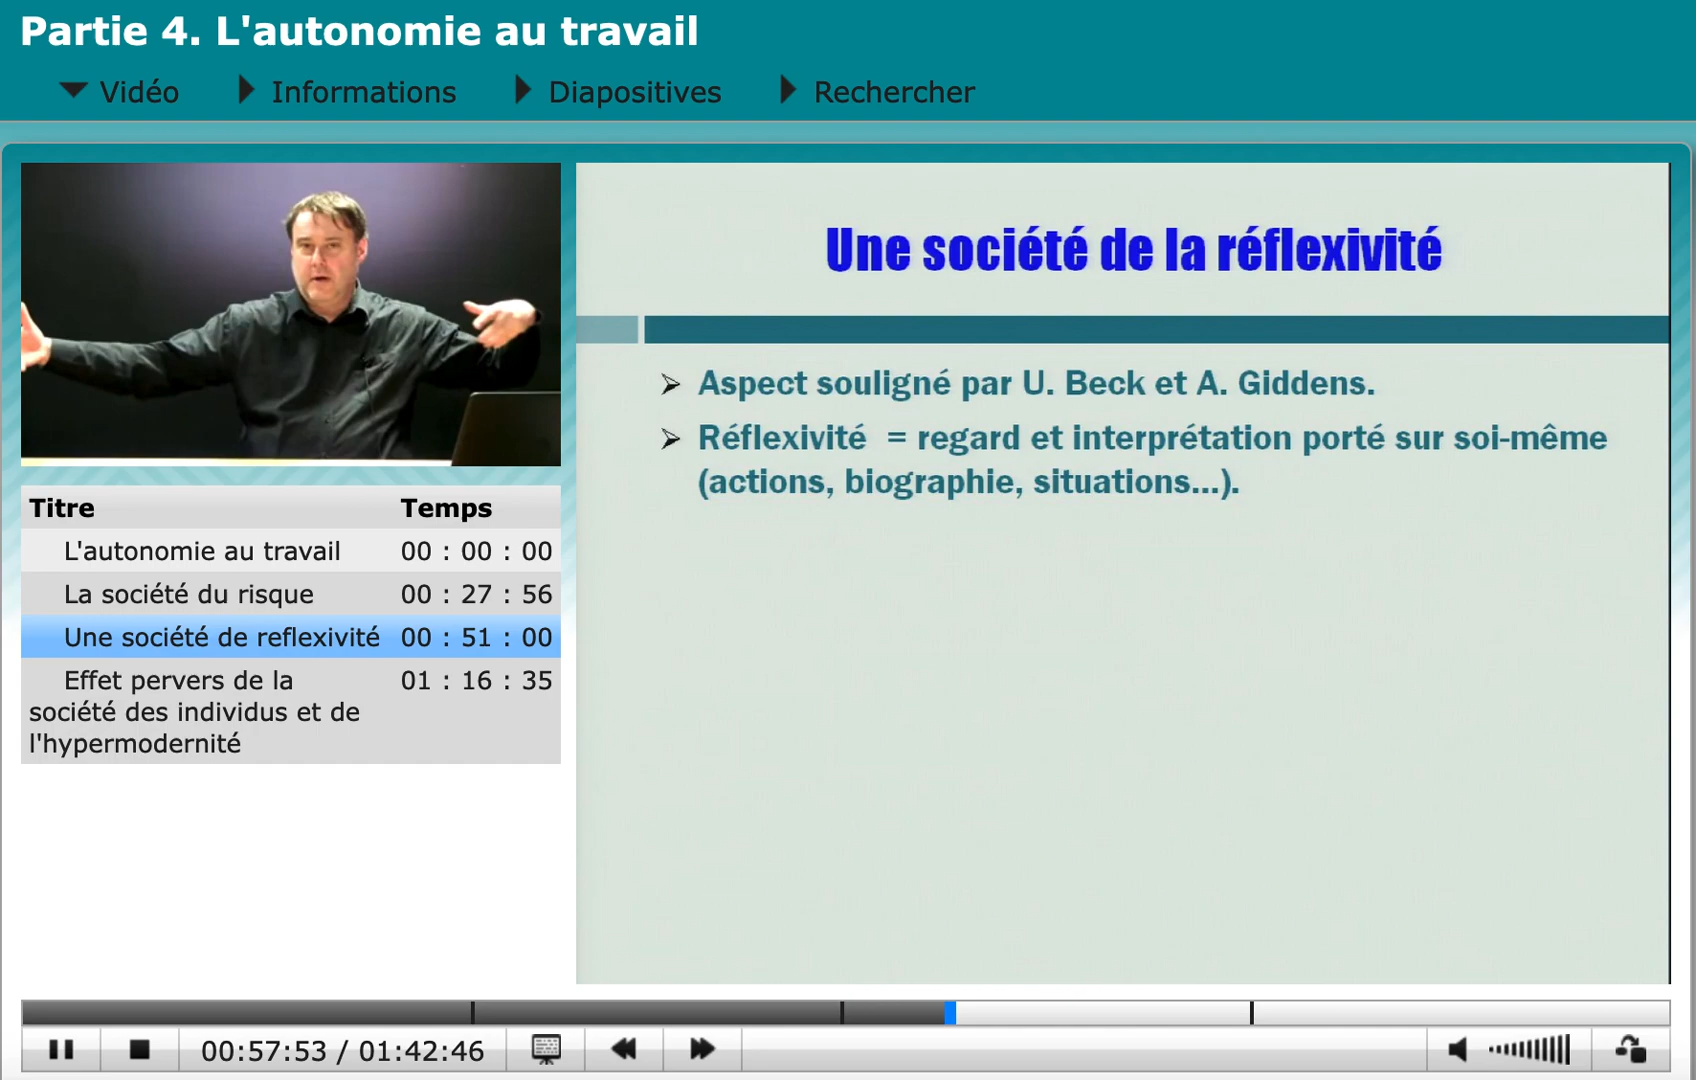 Partie 4. L'autonomie au travail
Vidéo Informations Diapositives Rechercher
Une société de la réflexivité
Aspect souligné par U. Beck et A. Giddens.
Réflexivité = regard et interprétation porté sur soi-même
(actions, biographie, situations...).
Titre Temps
L'autonomie au travail 00 : 00 : 00
La société du risque 00 : 27 : 56
Une société de reflexivité 00 : 51 : 00
Effet pervers de la 01 : 16 : 35
société des individus et de
l'hypermodernité
00:57:53 / 01:42:46